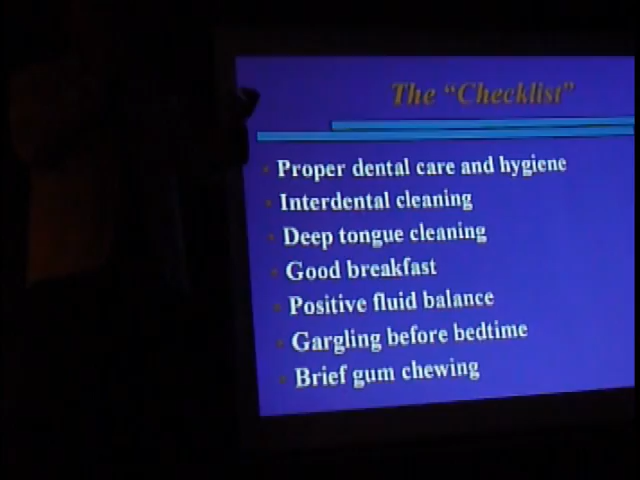 The “Checklist”
Proper dental care and hygiene
Interdental cleaning
Deep tongue cleaning
Good breakfast
Positive fluid balance
Gargling before bedtime
Brief gum chewing